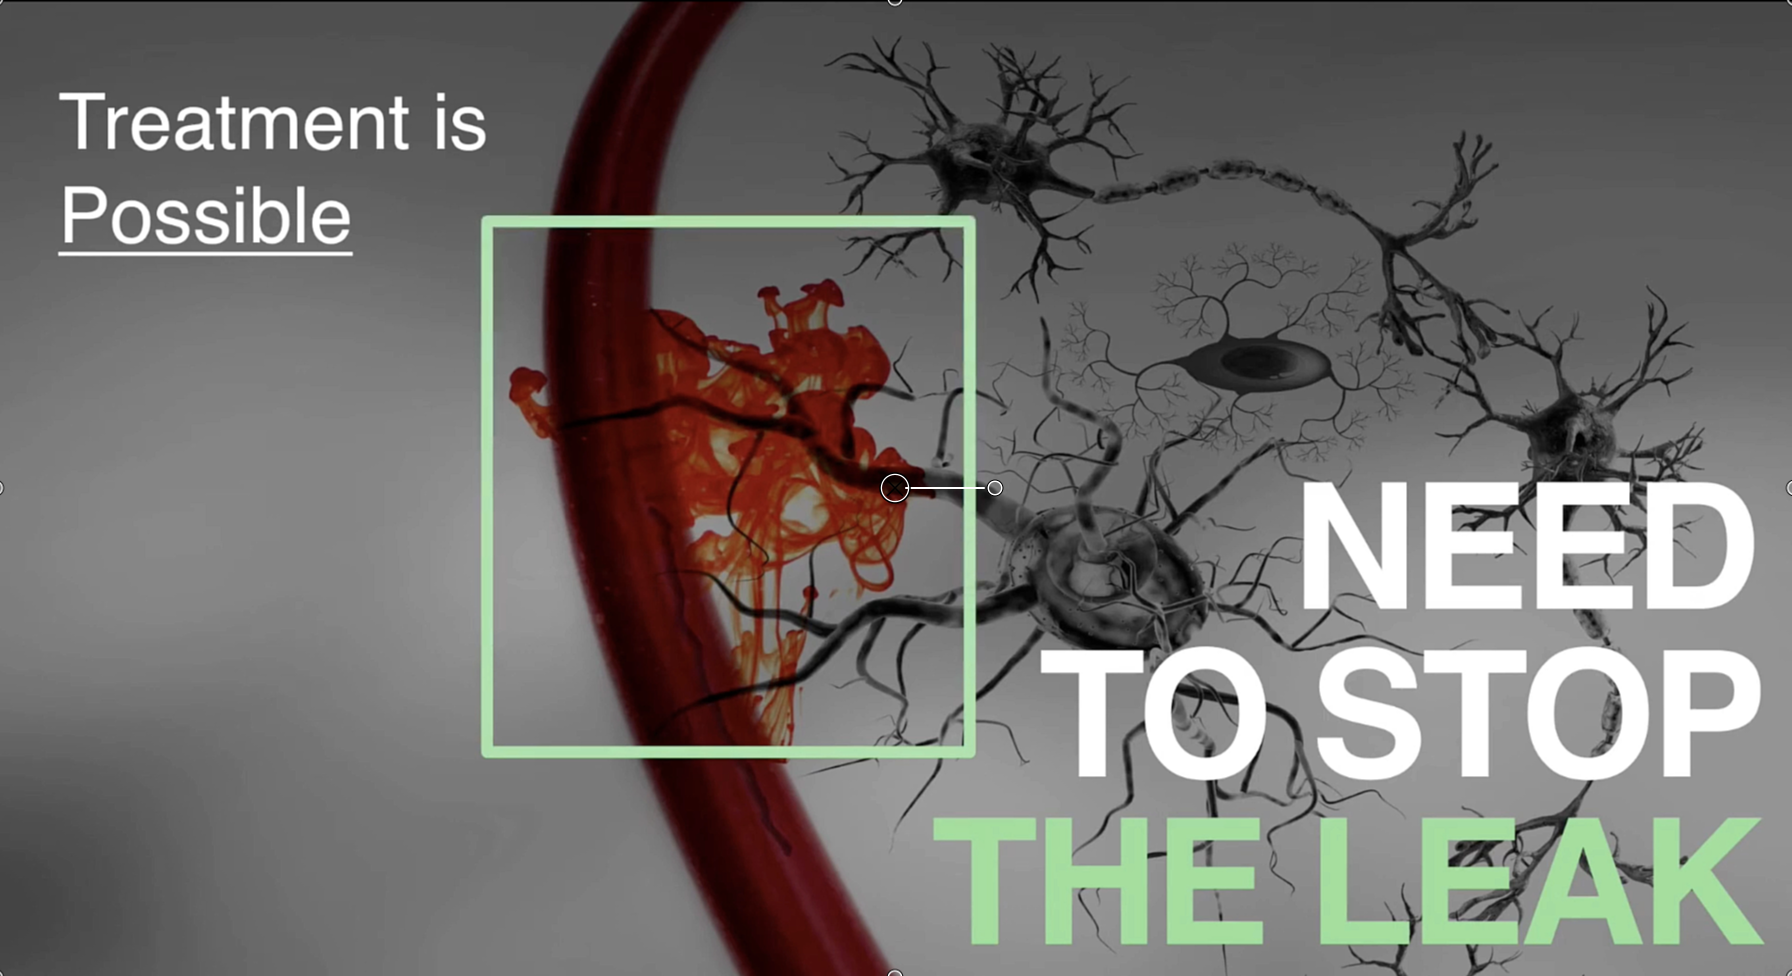 Treatment is
Possible
NEED
TO STOP
THE LEAK